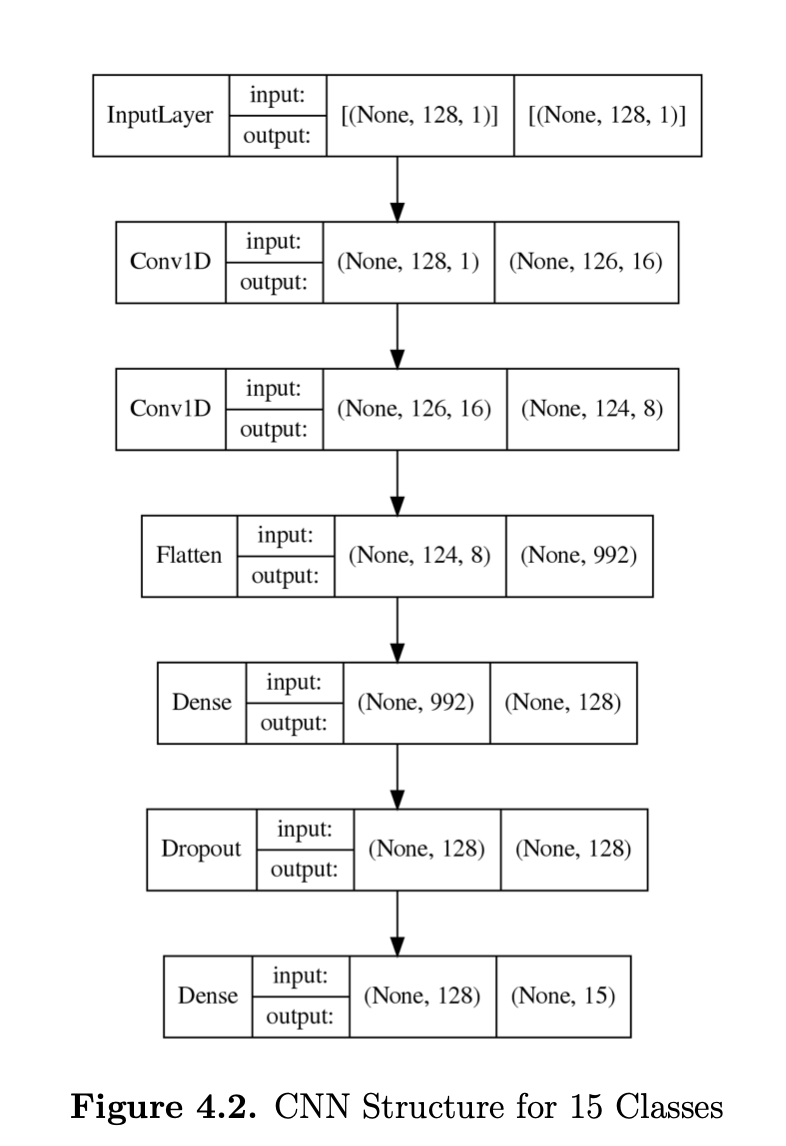 InputLayer input: output: [(None, 128, 1)] [(None, 128, 1)]
Conv1D input: output: (None, 128, 1) (None, 126, 16)
Conv1D input: output: (None, 126, 16) (None, 124, 8)
Flatten input: output: (None, 124, 8) (None, 992)
Dense input: output: (None, 992) (None, 128)
Dropout input: output: (None, 128) (None, 128)
Dense input: output: (None, 128) (None, 15)
Figure 4.2. CNN Structure for 15 Classes